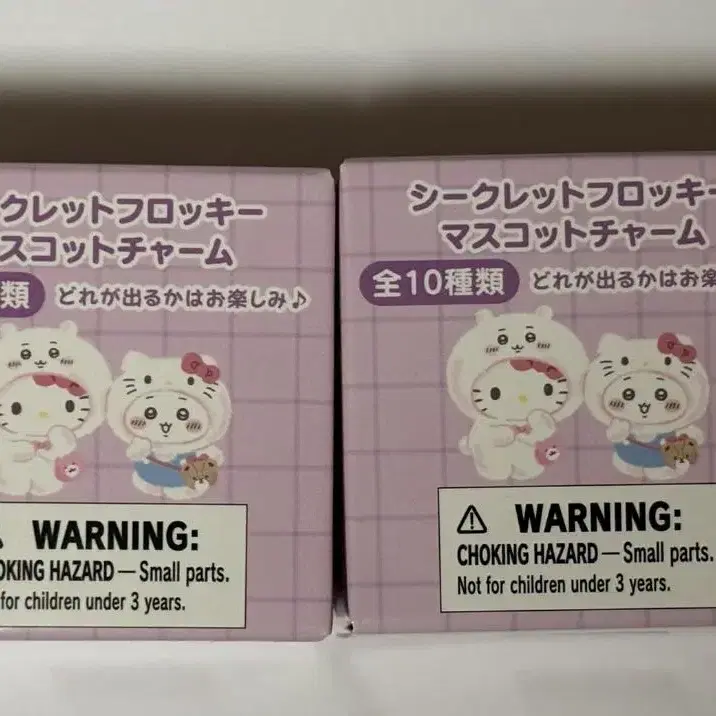 クレットフロッキー
スコットチャーム
類 どれが出るかはお楽しみ♪
WARNING:
OKING HAZARD — Small parts.
for children under 3 years.
シークレットフロッキー
マスコットチャーム
全10種類 どれが出るかはお楽
⚠ WARNING:
CHOKING HAZARD — Small parts.
Not for children under 3 years.